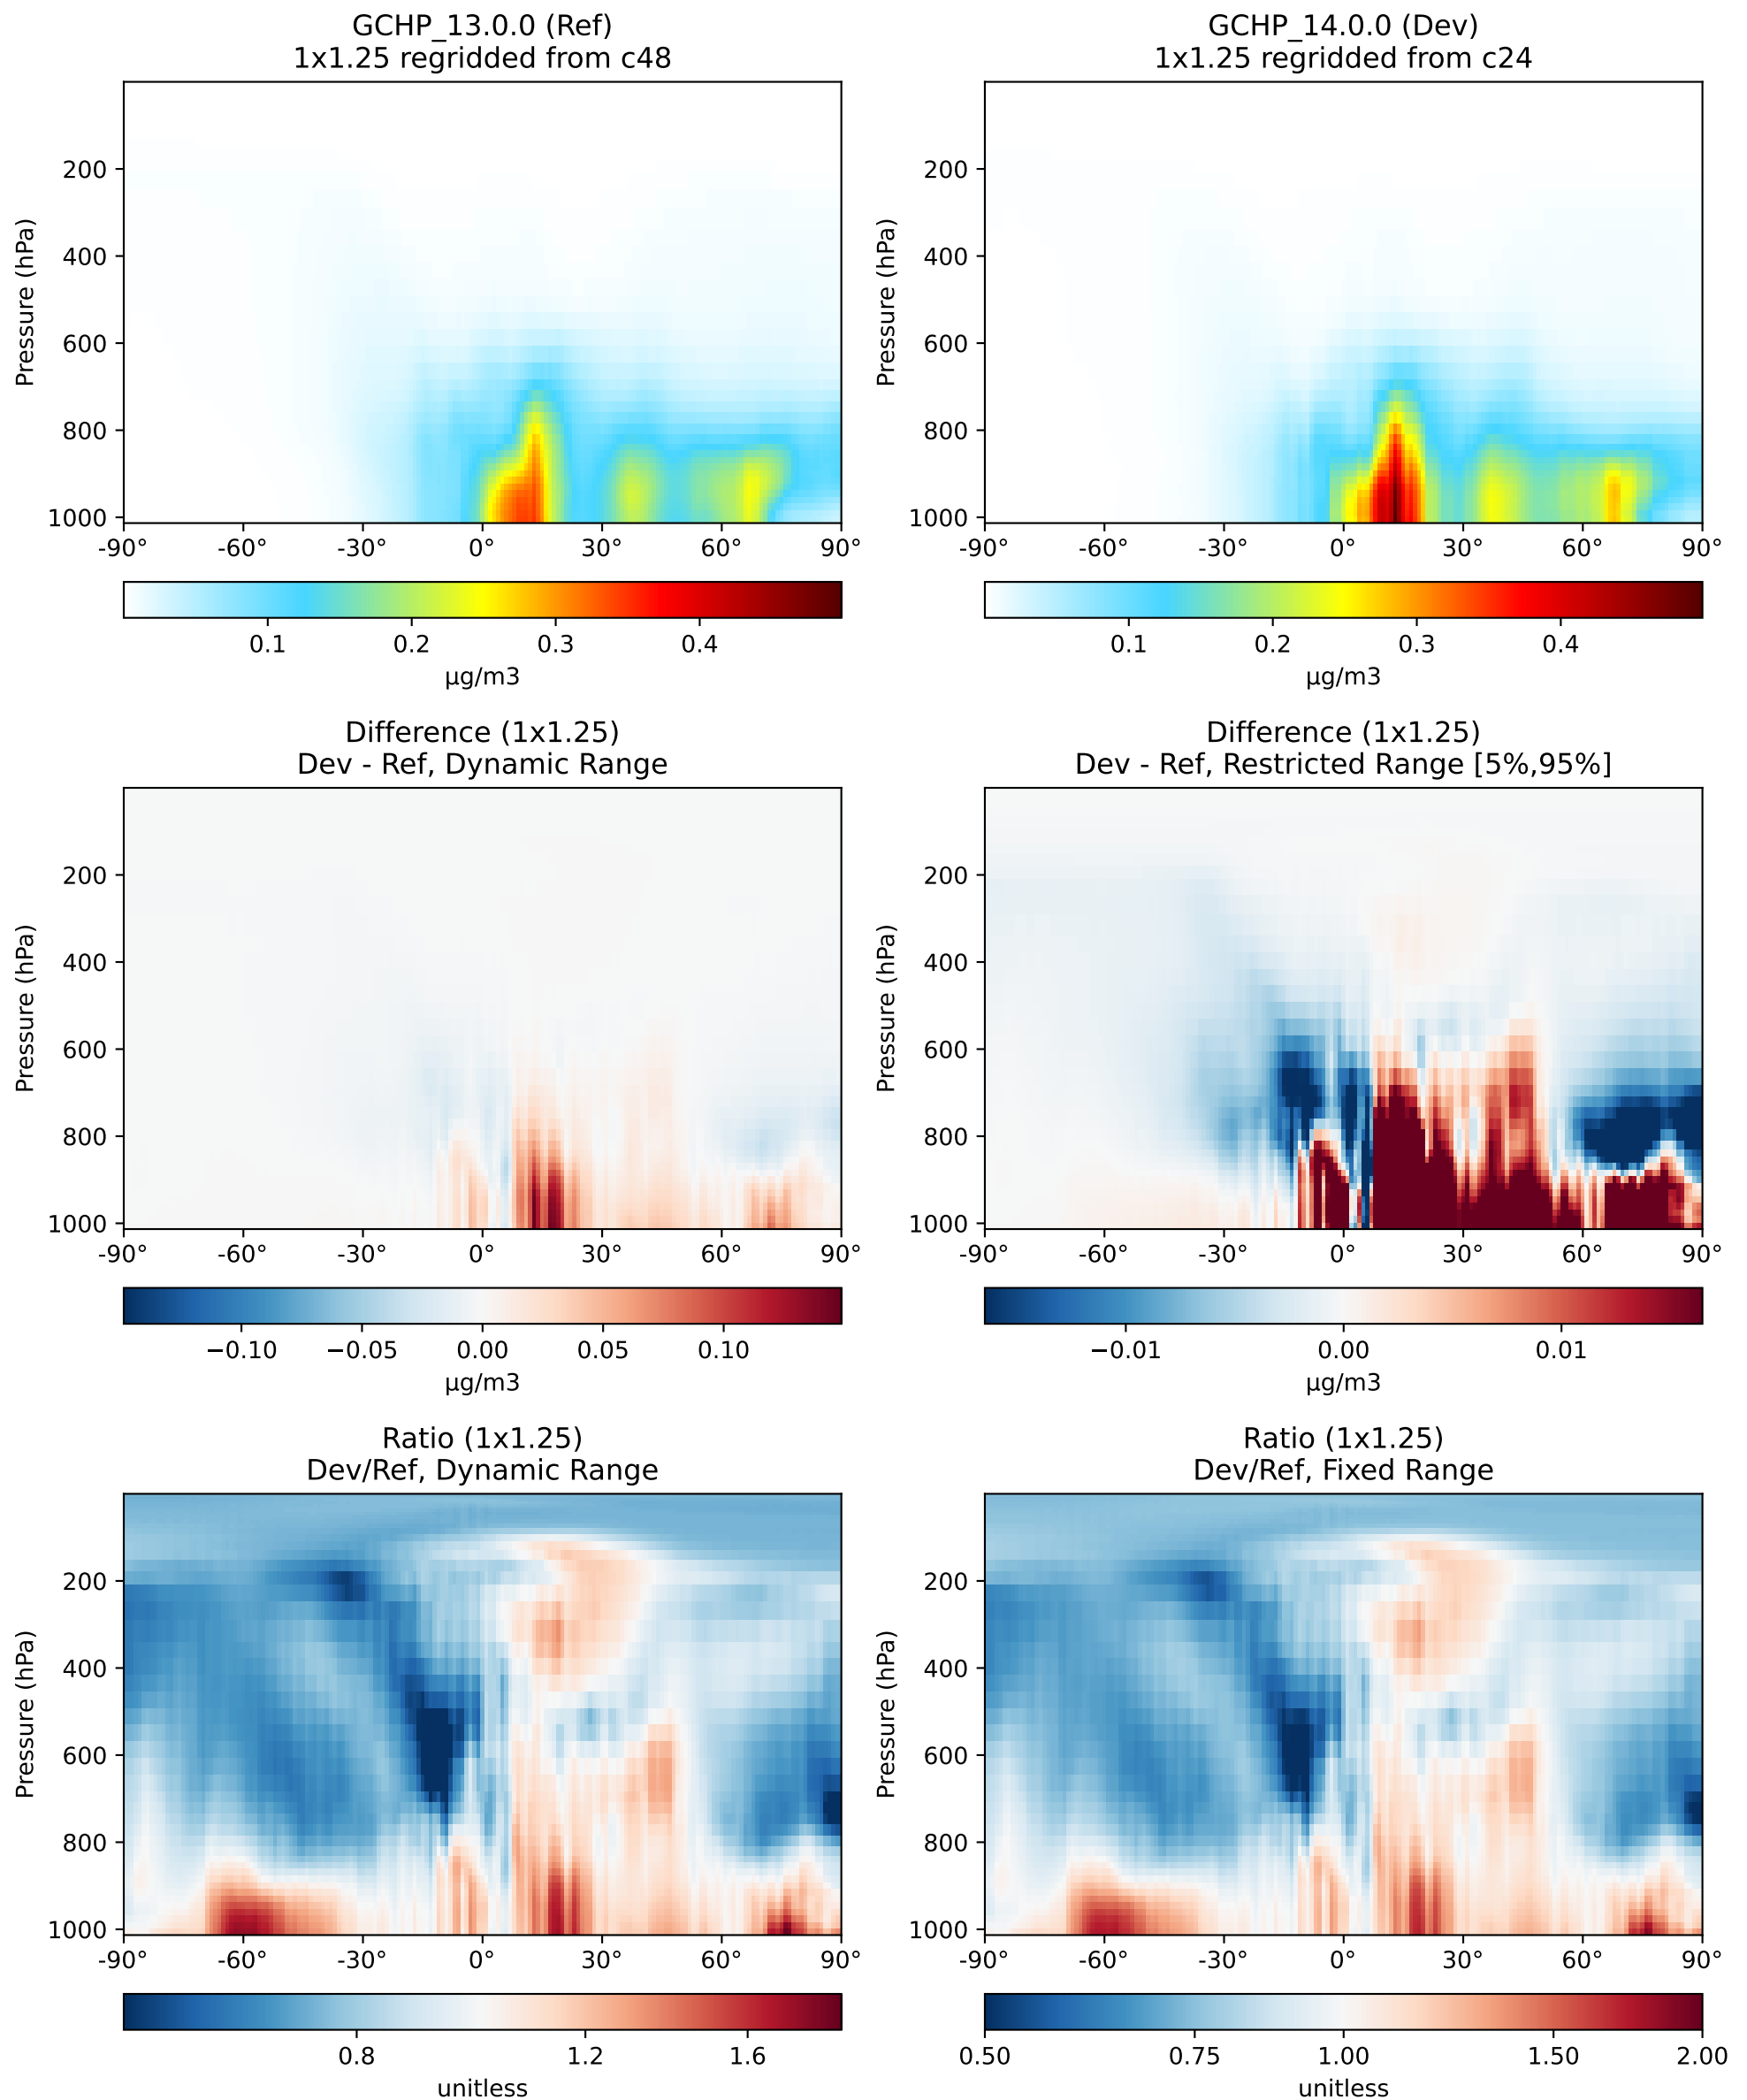 GCHP_13.0.0 (Ref)
1x1.25 regridded from c48
GCHP_14.0.0 (Dev)
1x1.25 regridded from c24
Pressure (hPa)
200
400
600
800
1000
-90° -60° -30° 0° 30° 60° 90°
0.1 0.2 0.3 0.4
μg/m3
Pressure (hPa)
200
400
600
800
1000
-90° -60° -30° 0° 30° 60° 90°
0.1 0.2 0.3 0.4
μg/m3
Difference (1x1.25)
Dev - Ref, Dynamic Range
Difference (1x1.25)
Dev - Ref, Restricted Range [5%,95%]
Pressure (hPa)
200
400
600
800
1000
-90° -60° -30° 0° 30° 60° 90°
−0.10 −0.05 0.00 0.05 0.10
μg/m3
Pressure (hPa)
200
400
600
800
1000
-90° -60° -30° 0° 30° 60° 90°
−0.01 0.00 0.01
μg/m3
Ratio (1x1.25)
Dev/Ref, Dynamic Range
Ratio (1x1.25)
Dev/Ref, Fixed Range
Pressure (hPa)
200
400
600
800
1000
-90° -60° -30° 0° 30° 60° 90°
0.8 1.2 1.6
unitless
Pressure (hPa)
200
400
600
800
1000
-90° -60° -30° 0° 30° 60° 90°
0.50 0.75 1.00 1.50 2.00
unitless